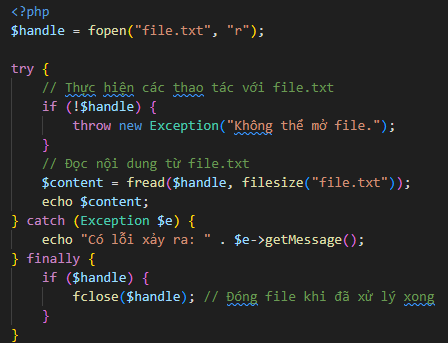 <?php
$handle = fopen("file.txt", "r");

try {
    // Thực hiện các thao tác với file.txt
    if (!$handle) {
        throw new Exception("Không thể mở file.");
    }
    // Đọc nội dung từ file.txt
    $content = fread($handle, filesize("file.txt"));
    echo $content;
} catch (Exception $e) {
    echo "Có lỗi xảy ra: " . $e->getMessage();
} finally {
    if ($handle) {
        fclose($handle); // Đóng file khi đã xử lý xong
    }
}